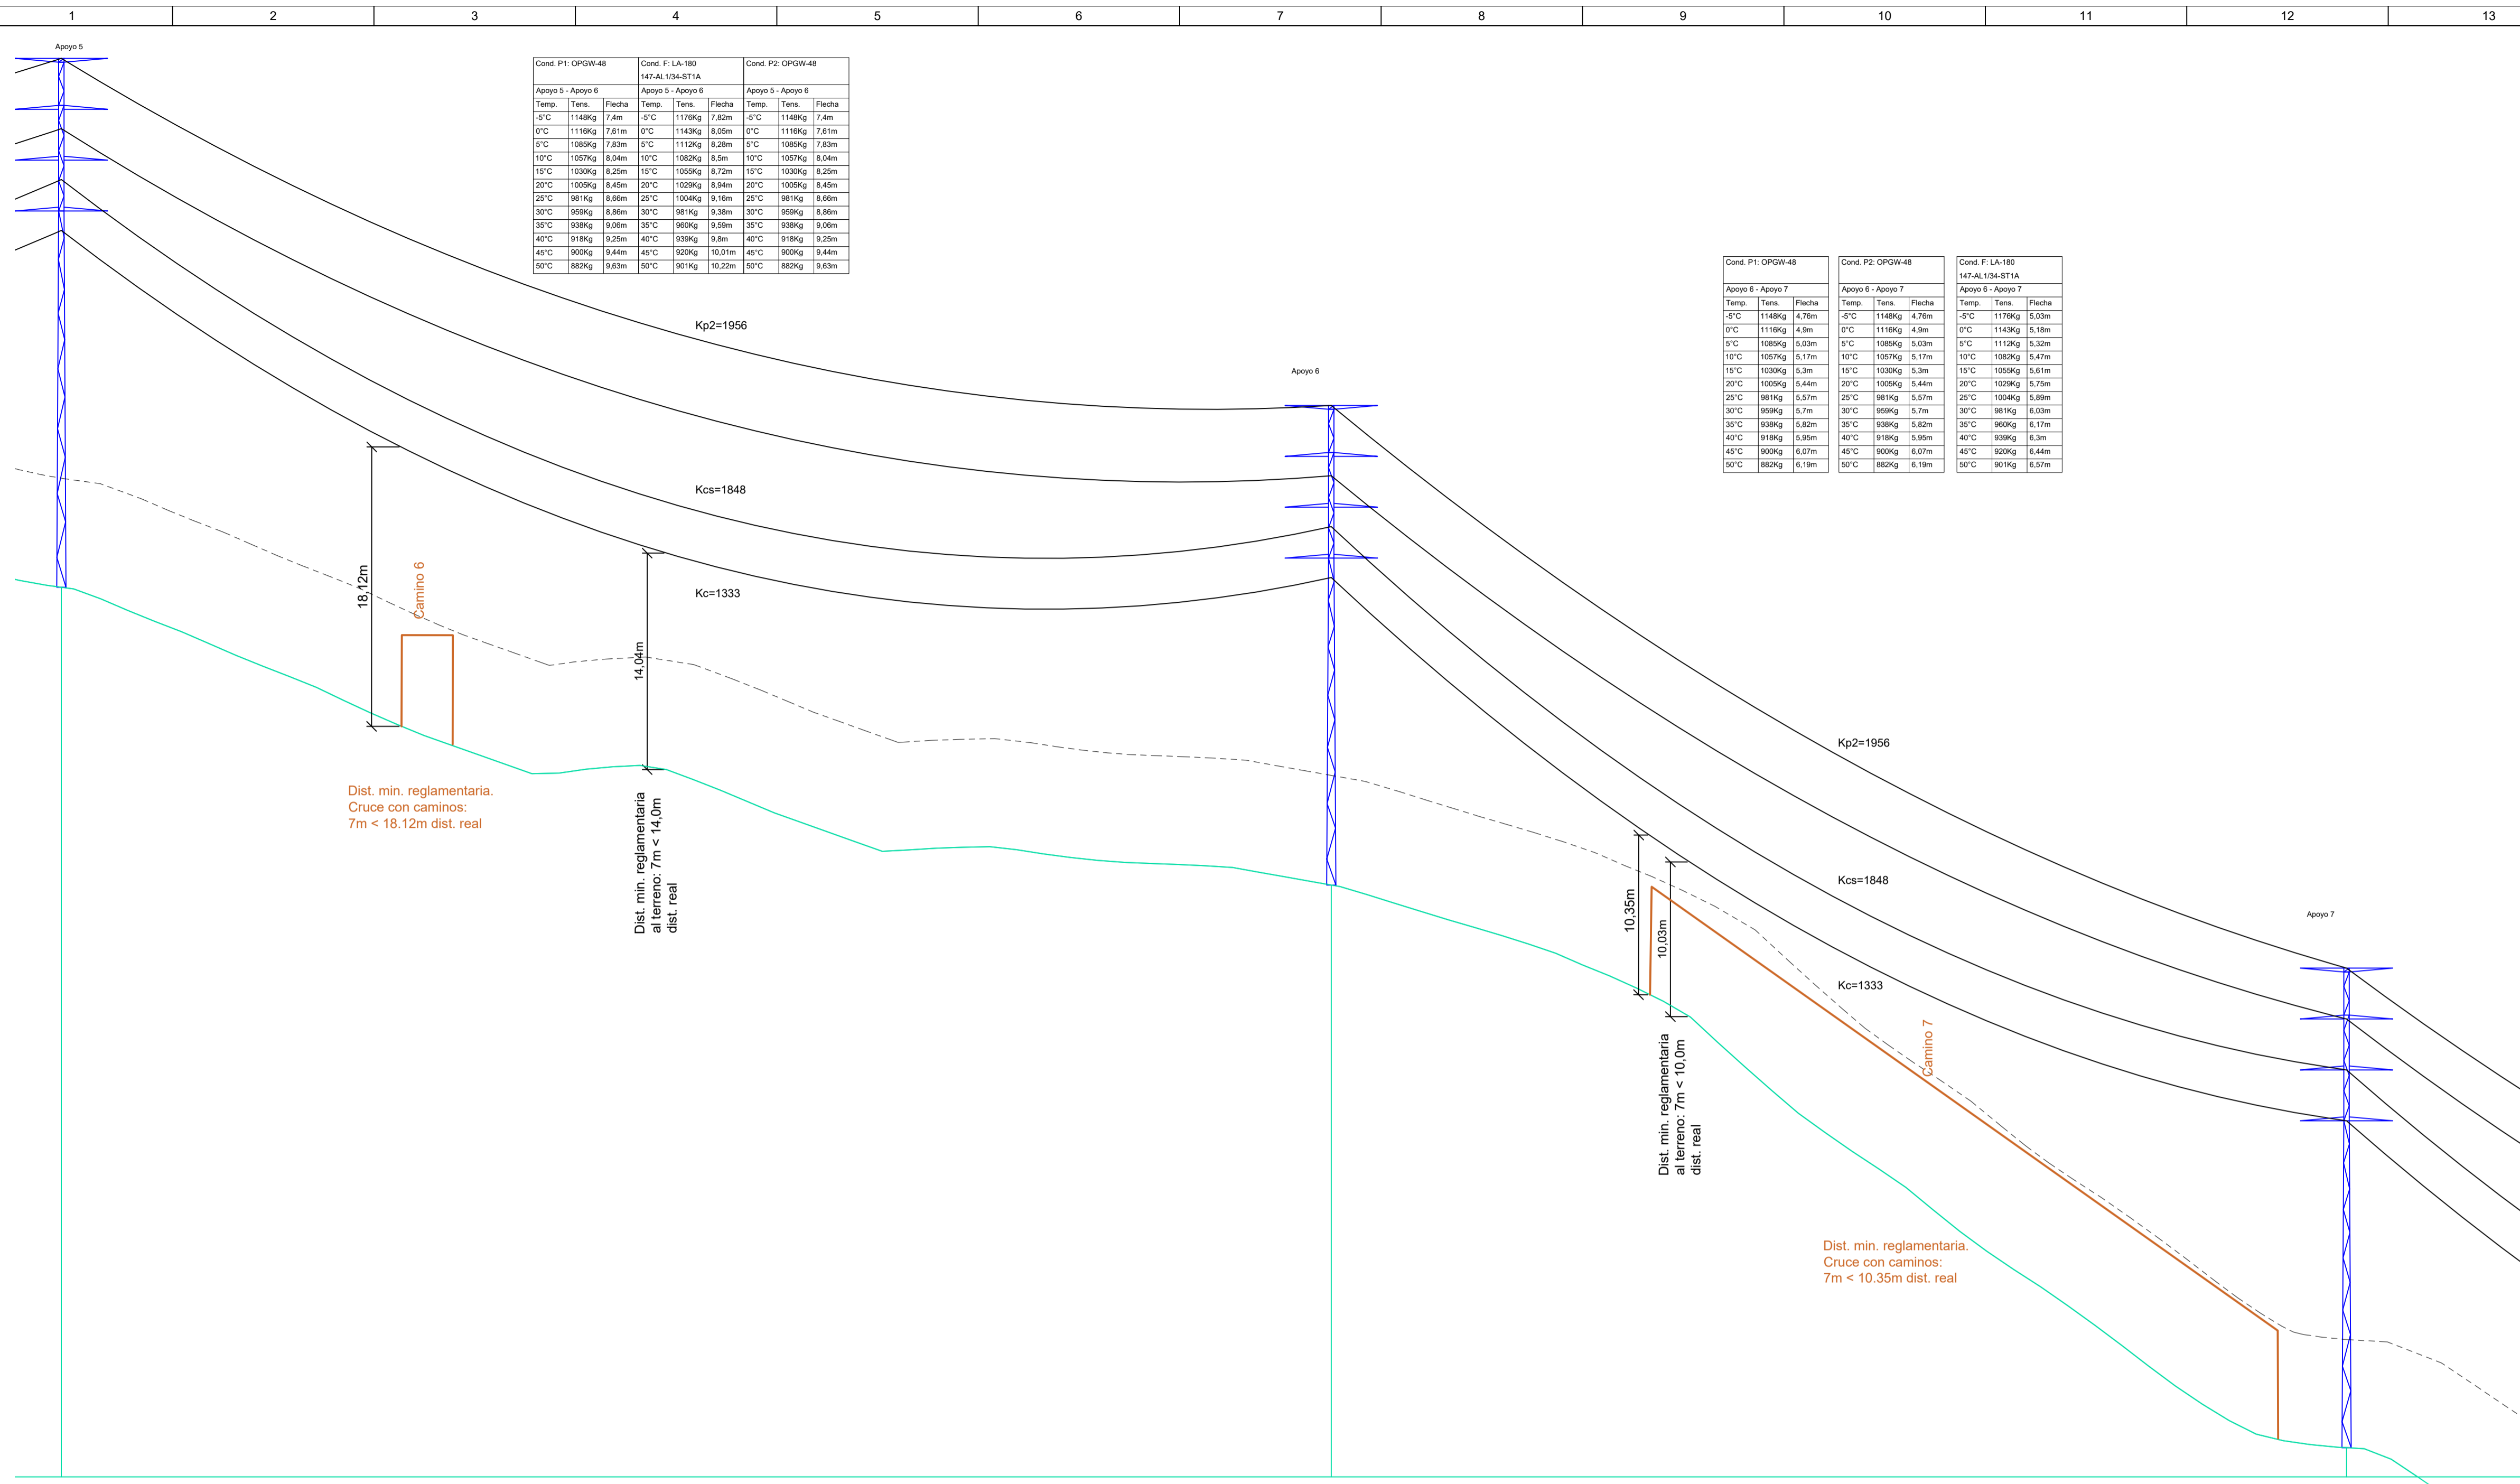 1 2 3 4 5 6 7 8 9 10 11 12 13
Apoyo 5
Cond. P1: OPGW-48 Cond. F: LA-180 Cond. P2: OPGW-48
147-AL1/34-ST1A
Apoyo 5 - Apoyo 6 Apoyo 5 - Apoyo 6 Apoyo 5 - Apoyo 6
Temp. Tens. Flecha Temp. Tens. Flecha Temp. Tens. Flecha
-5°C 1148Kg 7,4m -5°C 1176Kg 7,82m -5°C 1148Kg 7,4m
0°C 1116Kg 7,61m 0°C 1143Kg 8,05m 0°C 1116Kg 7,61m
5°C 1085Kg 7,83m 5°C 1112Kg 8,28m 5°C 1085Kg 7,83m
10°C 1057Kg 8,04m 10°C 1082Kg 8,5m 10°C 1057Kg 8,04m
15°C 1030Kg 8,25m 15°C 1055Kg 8,72m 15°C 1030Kg 8,25m
20°C 1005Kg 8,45m 20°C 1029Kg 8,94m 20°C 1005Kg 8,45m
25°C 981Kg 8,66m 25°C 1004Kg 9,16m 25°C 981Kg 8,66m
30°C 959Kg 8,86m 30°C 981Kg 9,38m 30°C 959Kg 8,86m
35°C 938Kg 9,06m 35°C 960Kg 9,59m 35°C 938Kg 9,06m
40°C 918Kg 9,25m 40°C 939Kg 9,8m 40°C 918Kg 9,25m
45°C 900Kg 9,44m 45°C 920Kg 10,01m 45°C 900Kg 9,44m
50°C 882Kg 9,63m 50°C 901Kg 10,22m 50°C 882Kg 9,63m
Kp2=1956
Kcs=1848
Kc=1333
18,12m
Camino 6
14,04m
Dist. min. reglamentaria.
Cruce con caminos:
7m < 18.12m dist. real
Dist. min. reglamentaria
al terreno: 7m < 14,0m
dist. real
Apoyo 6
Cond. P1: OPGW-48 Cond. P2: OPGW-48 Cond. F: LA-180
147-AL1/34-ST1A
Apoyo 6 - Apoyo 7 Apoyo 6 - Apoyo 7 Apoyo 6 - Apoyo 7
Temp. Tens. Flecha Temp. Tens. Flecha Temp. Tens. Flecha
-5°C 1148Kg 4,76m -5°C 1148Kg 4,76m -5°C 1176Kg 5,03m
0°C 1116Kg 4,9m 0°C 1116Kg 4,9m 0°C 1143Kg 5,18m
5°C 1085Kg 5,03m 5°C 1085Kg 5,03m 5°C 1112Kg 5,32m
10°C 1057Kg 5,17m 10°C 1057Kg 5,17m 10°C 1082Kg 5,47m
15°C 1030Kg 5,3m 15°C 1030Kg 5,3m 15°C 1055Kg 5,61m
20°C 1005Kg 5,44m 20°C 1005Kg 5,44m 20°C 1029Kg 5,75m
25°C 981Kg 5,57m 25°C 981Kg 5,57m 25°C 1004Kg 5,89m
30°C 959Kg 5,7m 30°C 959Kg 5,7m 30°C 981Kg 6,03m
35°C 938Kg 5,82m 35°C 938Kg 5,82m 35°C 960Kg 6,17m
40°C 918Kg 5,95m 40°C 918Kg 5,95m 40°C 939Kg 6,3m
45°C 900Kg 6,07m 45°C 900Kg 6,07m 45°C 920Kg 6,44m
50°C 882Kg 6,19m 50°C 882Kg 6,19m 50°C 901Kg 6,57m
Kp2=1956
Kcs=1848
Kc=1333
10,35m
10,03m
Camino 7
Dist. min. reglamentaria
al terreno: 7m < 10,0m
dist. real
Dist. min. reglamentaria.
Cruce con caminos:
7m < 10.35m dist. real
Apoyo 7